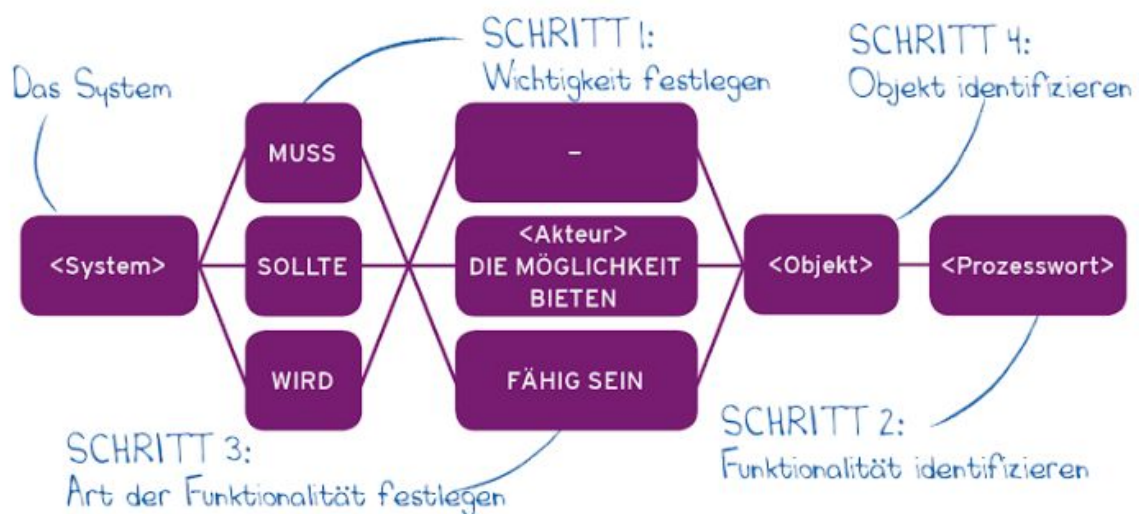 SCHRITT 1:
Wichtigkeit festlegen
SCHRITT 4:
Objekt identifizieren
Das System
MUSS
–
<System>
SOLLTE
<Akteur>
DIE MÖGLICHKEIT
BIETEN
<Objekt>
<Prozesswort>
WIRD
FÄHIG SEIN
SCHRITT 3:
Art der Funktionalität festlegen
SCHRITT 2:
Funktionalität identifizieren